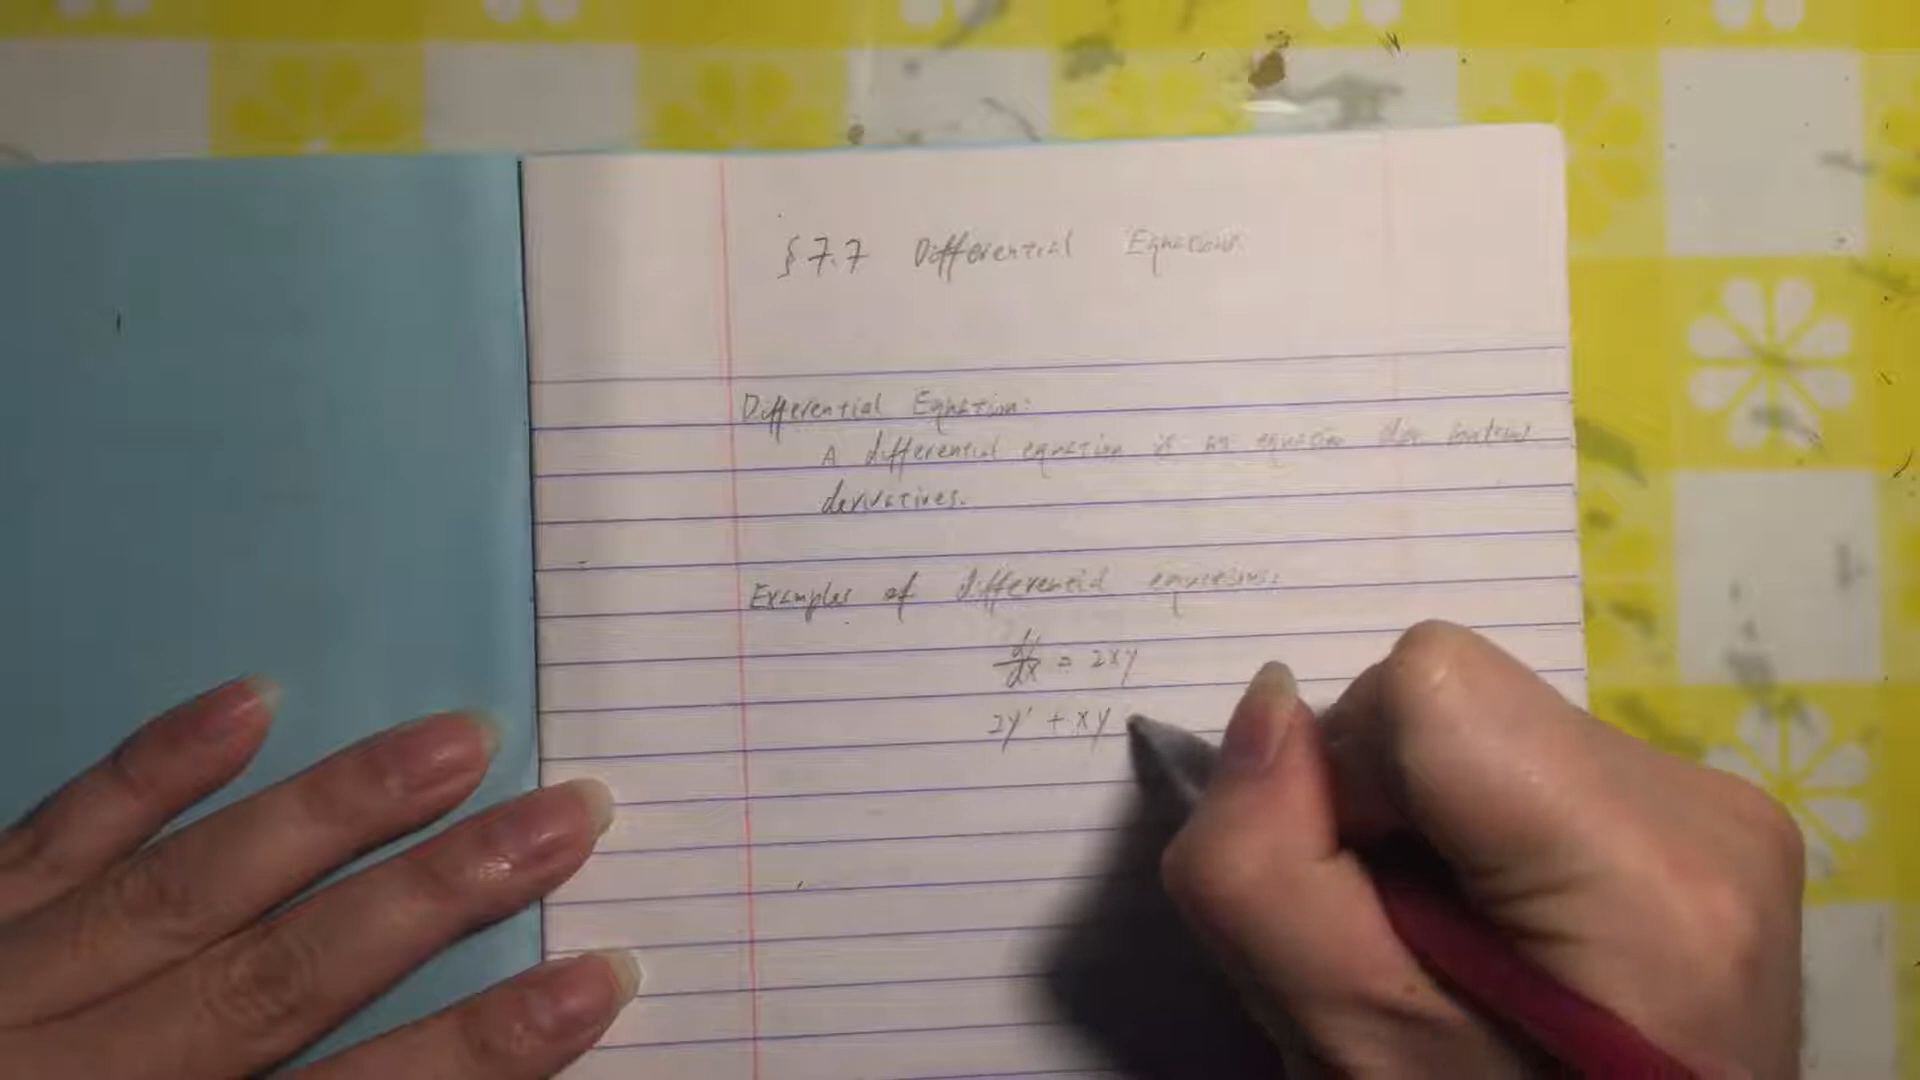 § 7.7 Differential Equations
Differential Equation:
A differential equation is an equation that
derivatives.
Examples of differential equations:
dy/dx = 2xy
2y' + xy